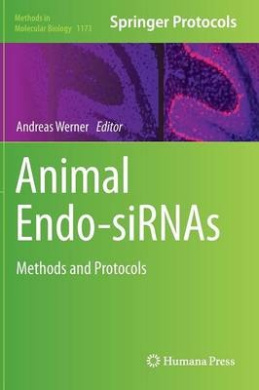 Methods in
Molecular Biology 1173
Springer Protocols
Andreas Werner Editor
Animal
Endo-siRNAs
Methods and Protocols
Humana Press